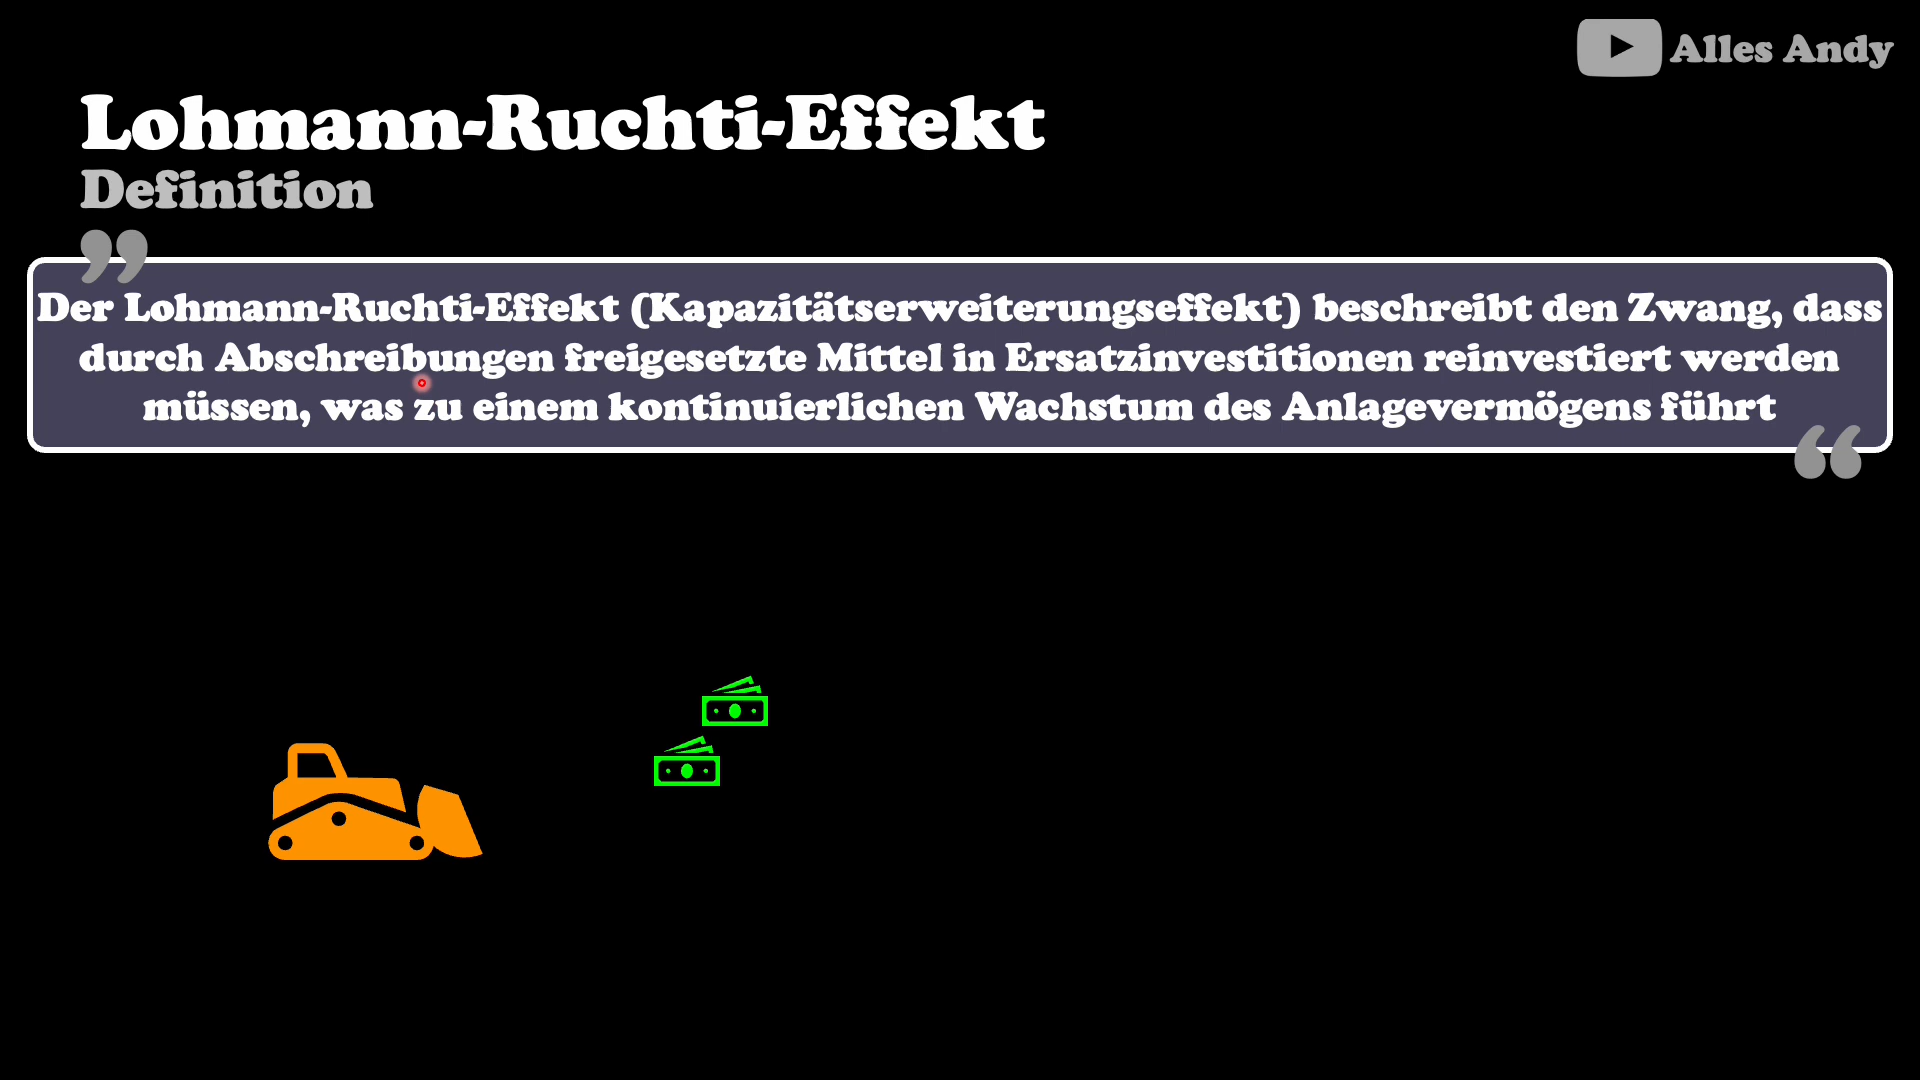 Alles Andy
Lohmann-Ruchti-Effekt
Definition
Der Lohmann-Ruchti-Effekt (Kapazitätserweiterungseffekt) beschreibt den Zwang, dass
durch Abschreibungen freigesetzte Mittel in Ersatzinvestitionen reinvestiert werden
müssen, was zu einem kontinuierlichen Wachstum des Anlagevermögens führt